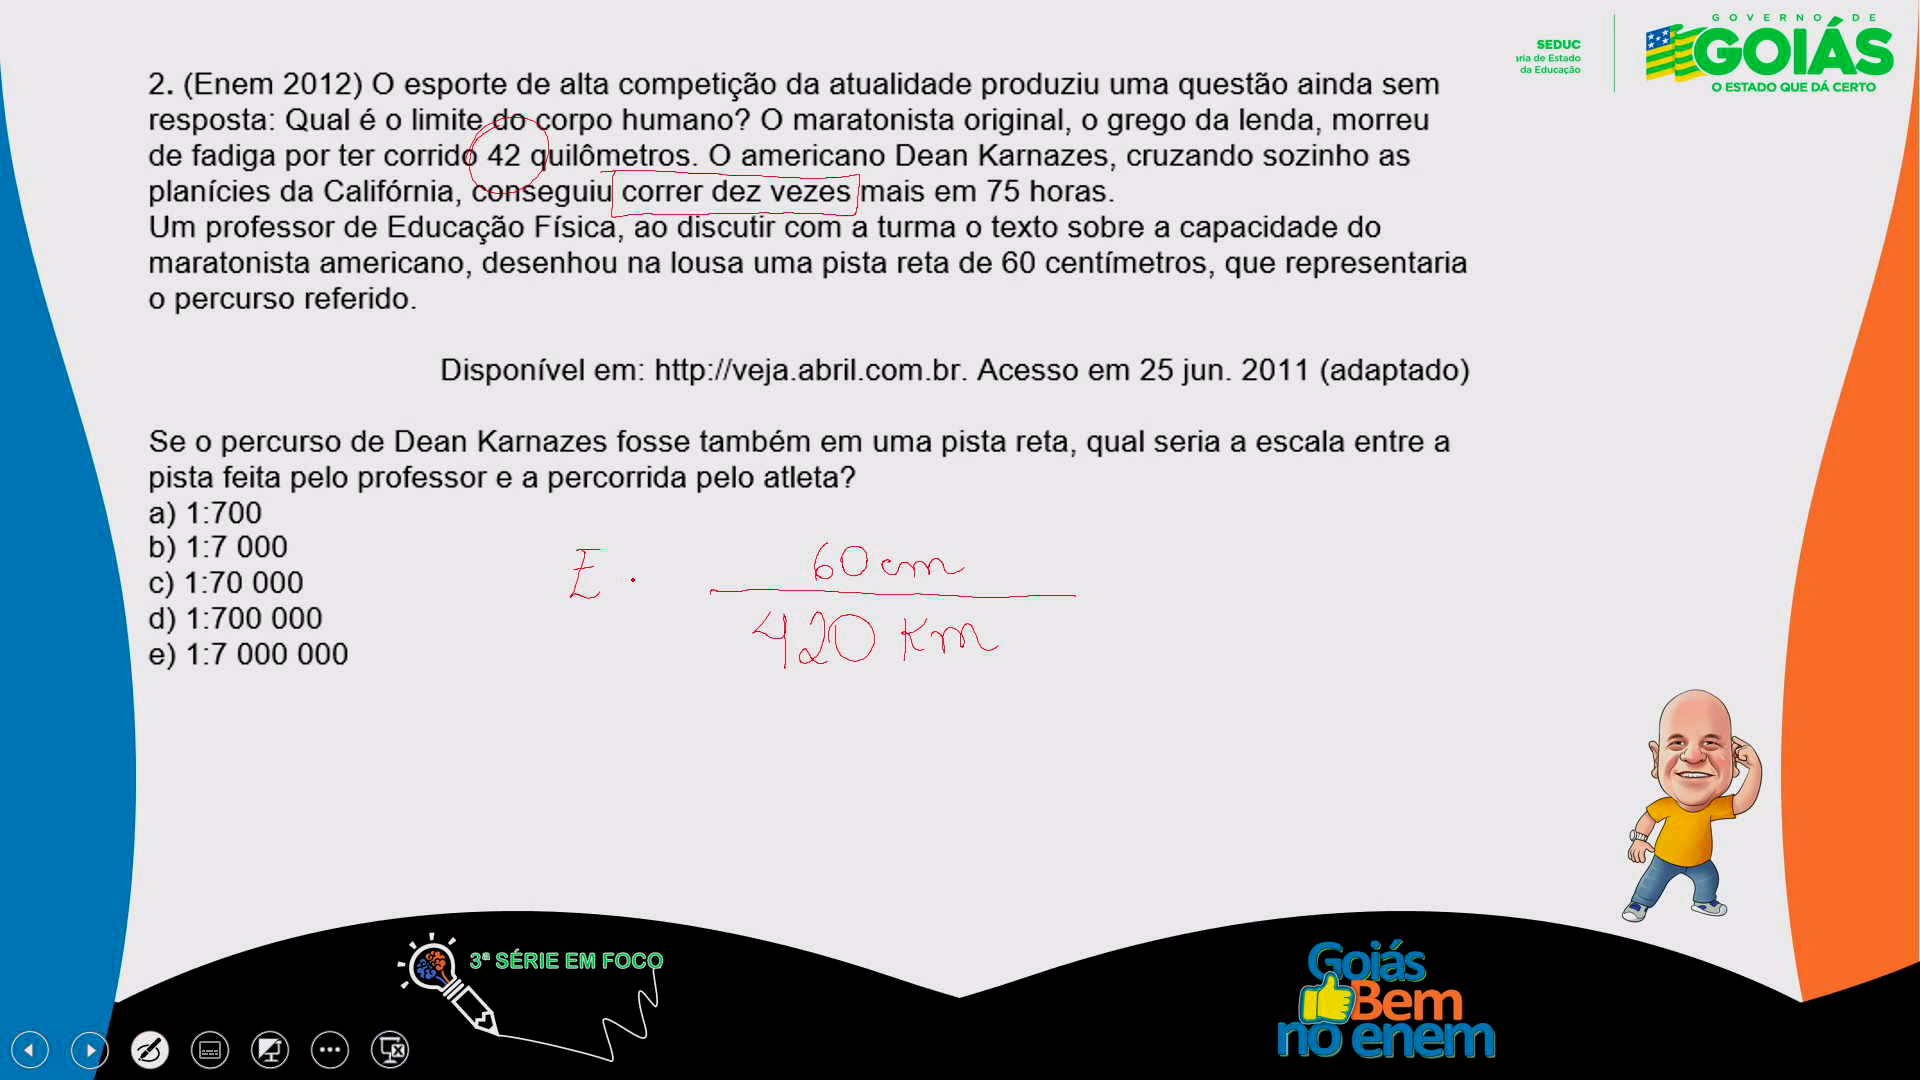 GOVERNO DE
GOIÁS
O ESTADO QUE DÁ CERTO
SEDUC
ria de Estado
da Educação
2. (Enem 2012) O esporte de alta competição da atualidade produziu uma questão ainda sem
resposta: Qual é o limite do corpo humano? O maratonista original, o grego da lenda, morreu
de fadiga por ter corrido 42 quilômetros. O americano Dean Karnazes, cruzando sozinho as
planícies da Califórnia, conseguiu correr dez vezes mais em 75 horas.
Um professor de Educação Física, ao discutir com a turma o texto sobre a capacidade do
maratonista americano, desenhou na lousa uma pista reta de 60 centímetros, que representaria
o percurso referido.
Disponível em: http://veja.abril.com.br. Acesso em 25 jun. 2011 (adaptado)
Se o percurso de Dean Karnazes fosse também em uma pista reta, qual seria a escala entre a
pista feita pelo professor e a percorrida pelo atleta?
a) 1:700
b) 1:7 000
c) 1:70 000
d) 1:700 000
e) 1:7 000 000
E . 60 cm
420 Km
3ª SÉRIE EM FOCO
Goiás
Bem
no enem